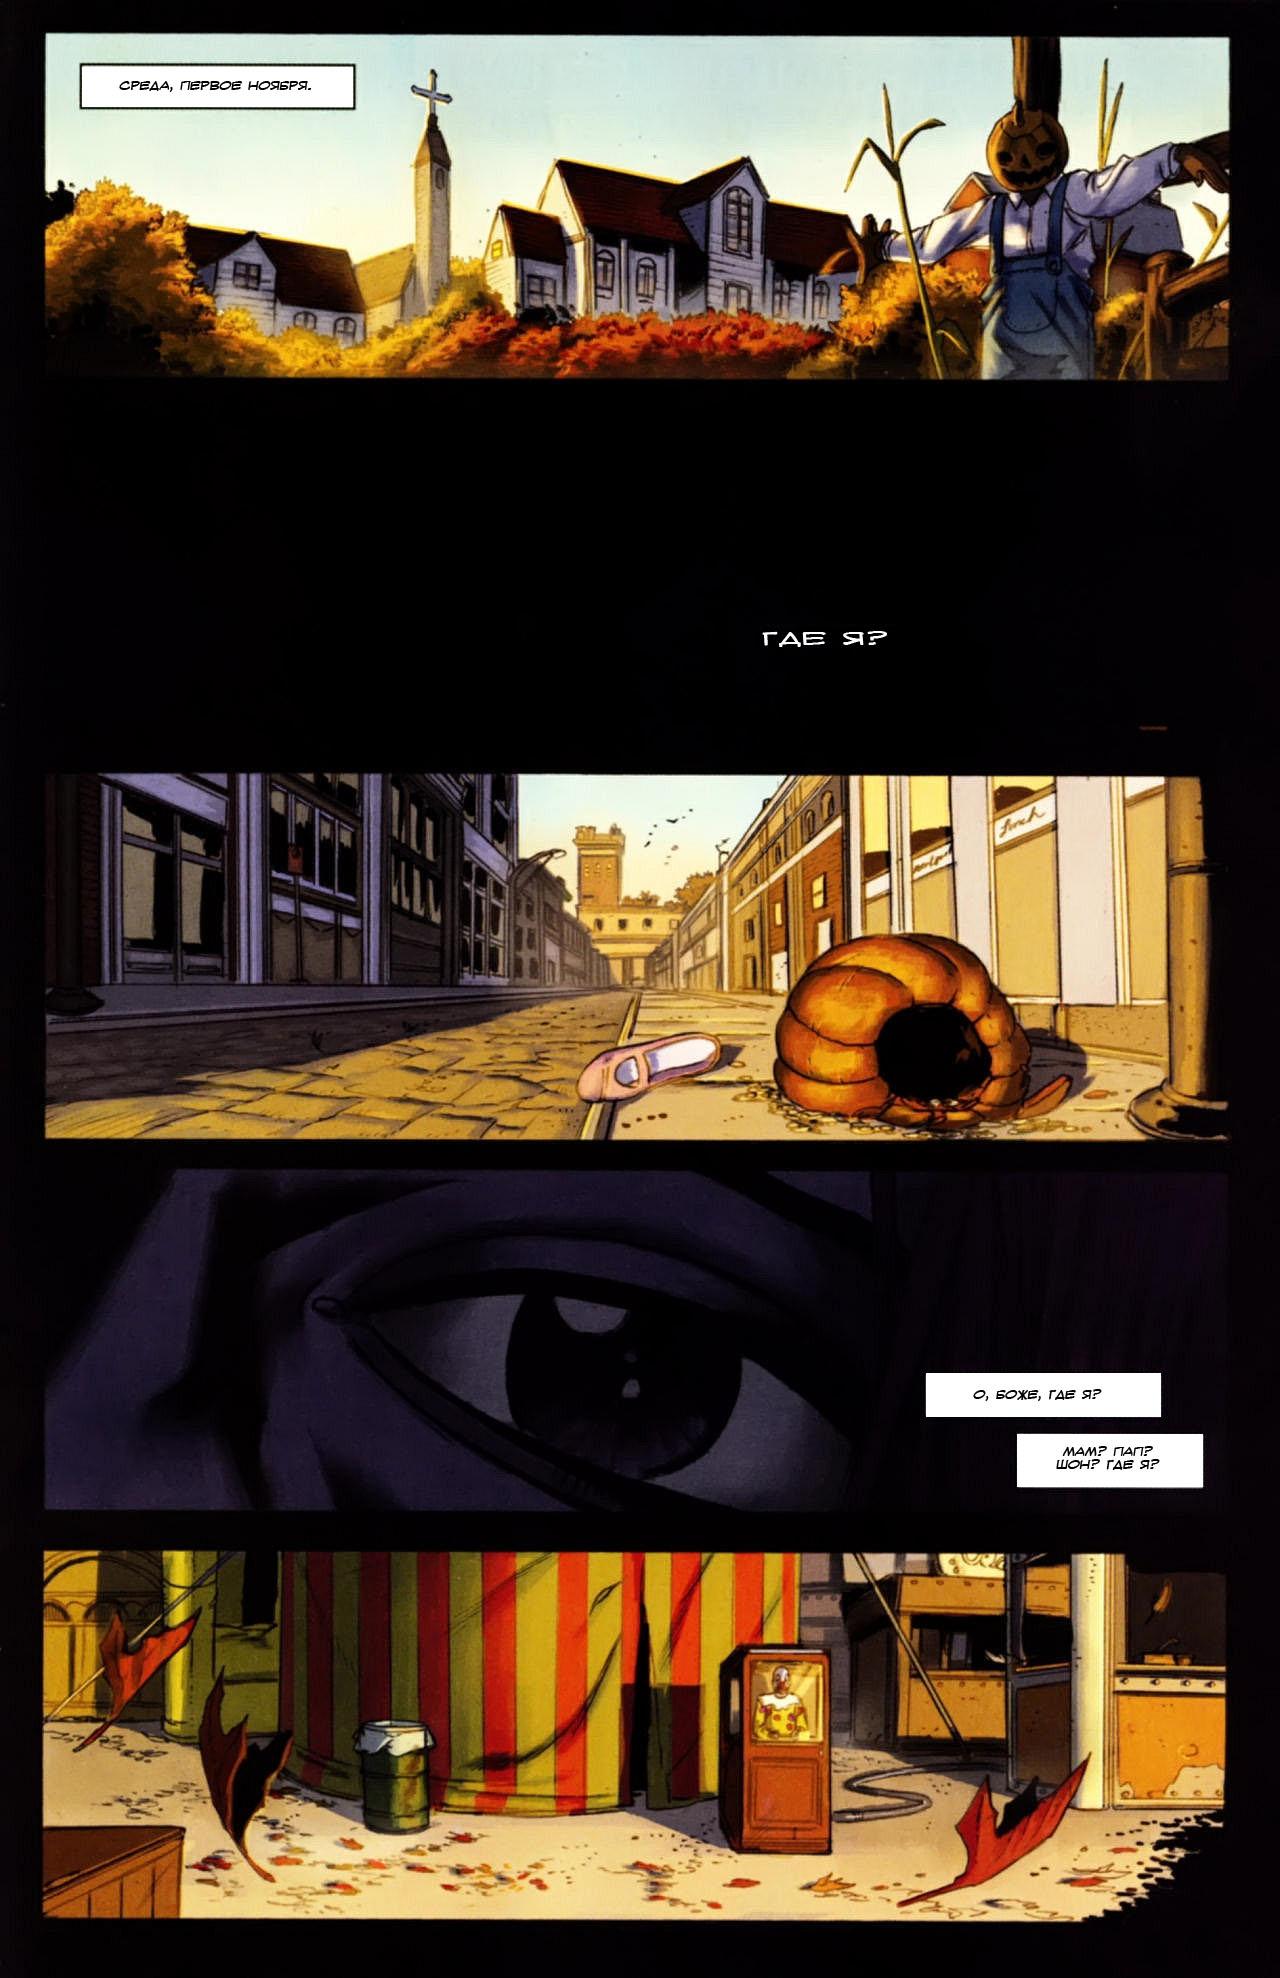 СРЕДА, ПЕРВОЕ НОЯБРЯ.
ГДЕ Я?
О, БОЖЕ, ГДЕ Я?
МАМ? ПАП?
ШОН? ГДЕ Я?